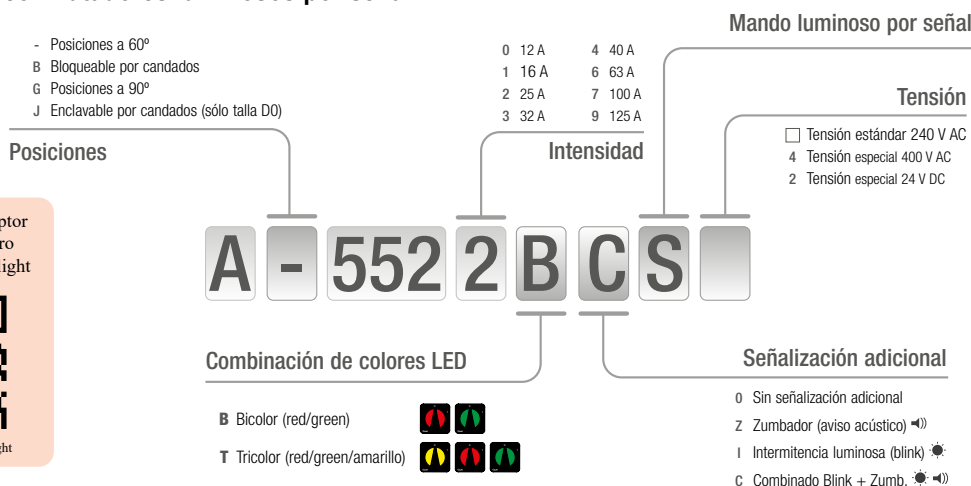 Mando luminoso por señal
- Posiciones a 60º
B Bloqueable por candados
G Posiciones a 90º
J Enclavable por candados (sólo talla D0)
Posiciones
0 12 A 4 40 A
1 16 A 6 63 A
2 25 A 7 100 A
3 32 A 9 125 A
Intensidad
Tensión
Tensión estándar 240 V AC
4 Tensión especial 400 V AC
2 Tensión especial 24 V DC
A - 552 2 B C S
Combinación de colores LED
B Bicolor (red/green)
T Tricolor (red/green/amarillo)
Señalización adicional
0 Sin señalización adicional
Z Zumbador (aviso acústico)
I Intermitencia luminosa (blink)
C Combinado Blink + Zumb.